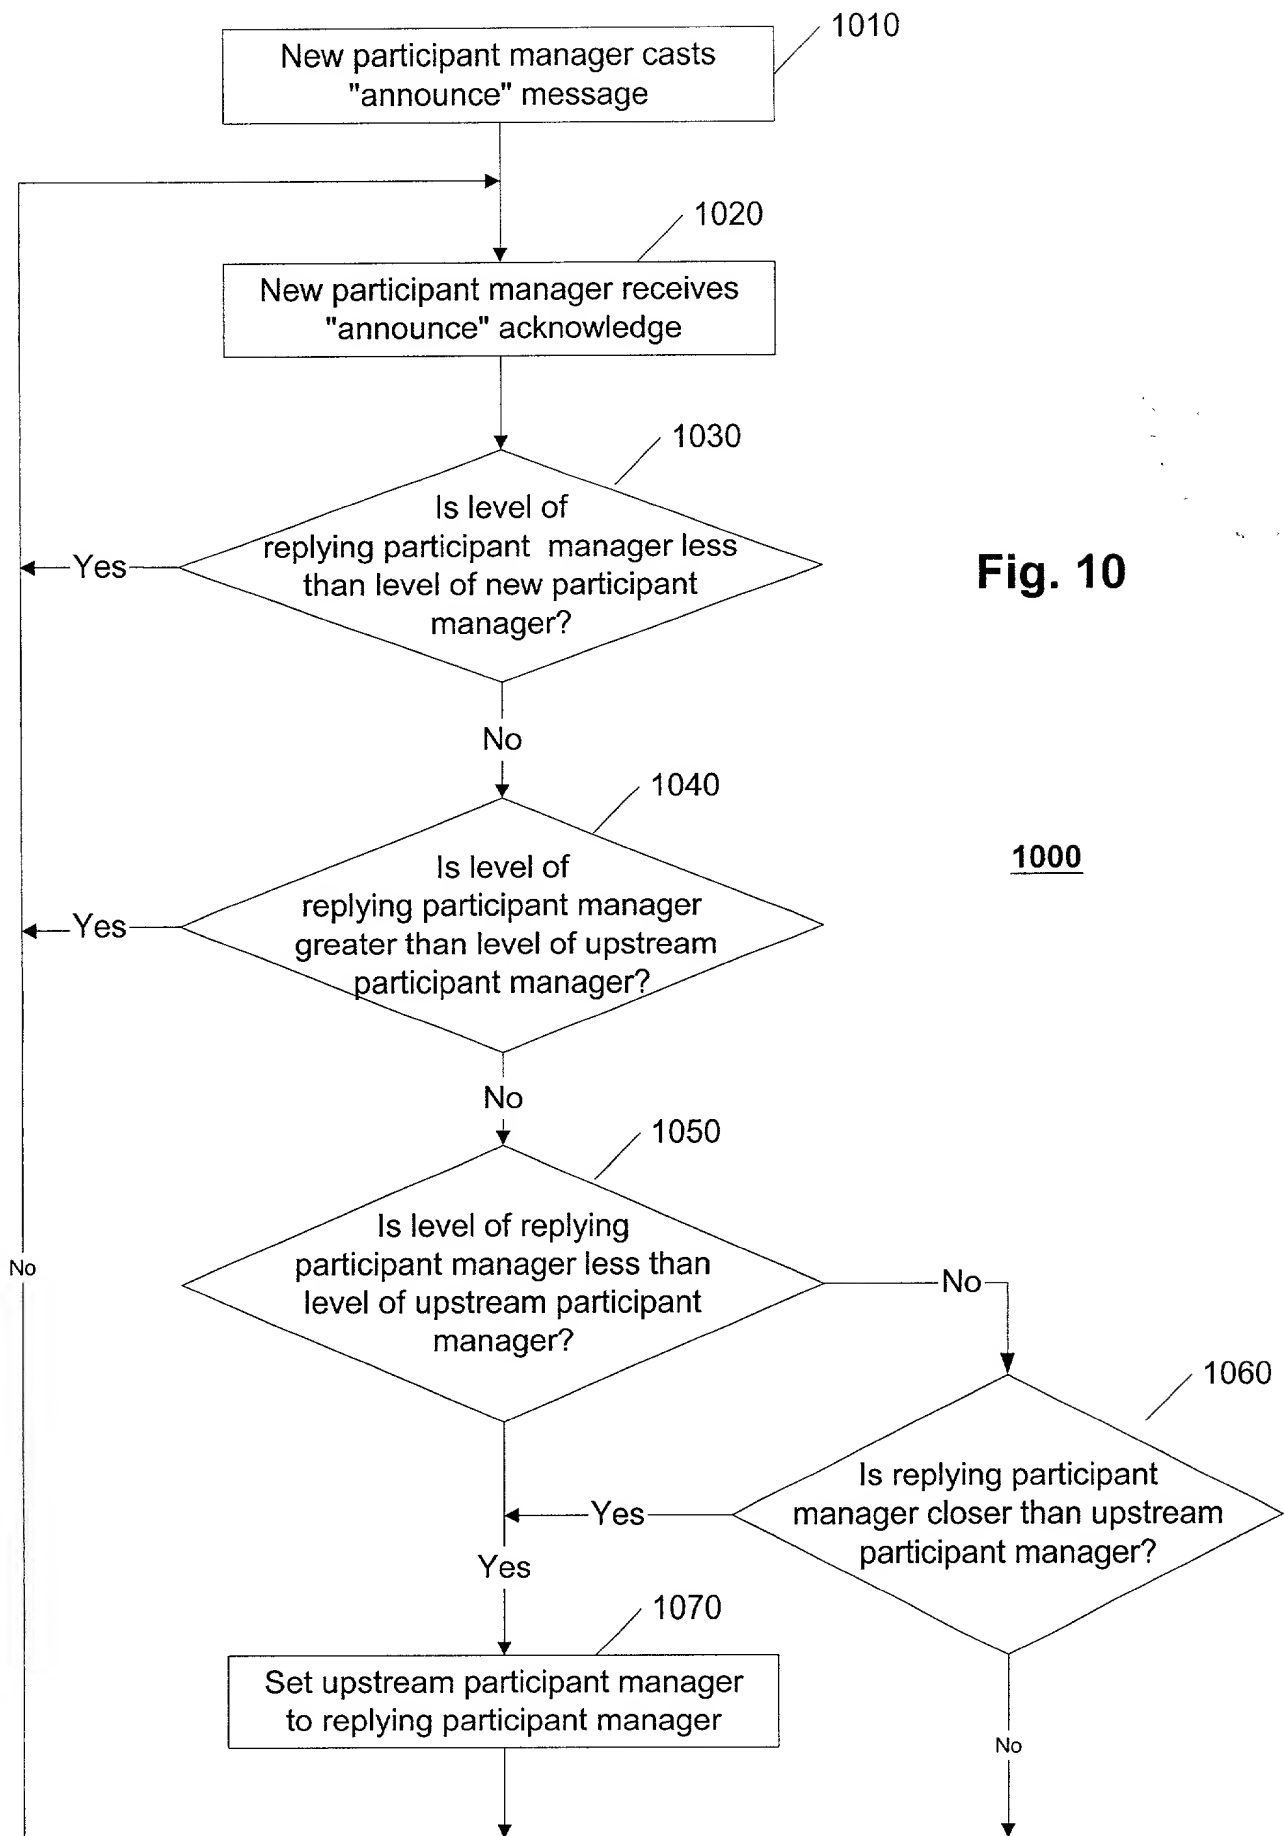 1010
New participant manager casts
"announce" message
1020
New participant manager receives
"announce" acknowledge
1030
Is level of
replying participant manager less
than level of new participant
manager?
Yes
Fig. 10
No
1040
Is level of
replying participant manager
greater than level of upstream
participant manager?
Yes
1000
No
1050
Is level of replying
participant manager less than
level of upstream participant
manager?
No
No
1060
Is replying participant
manager closer than upstream
participant manager?
Yes
Yes
1070
Set upstream participant manager
to replying participant manager
No